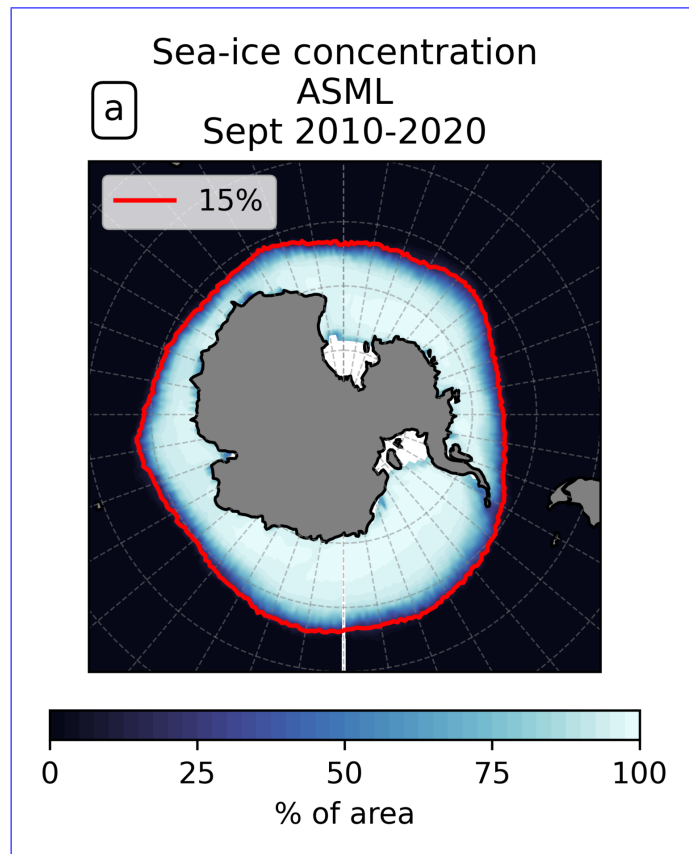 Sea-ice concentration
ASML
a
Sept 2010-2020
15%
0 25 50 75 100
% of area